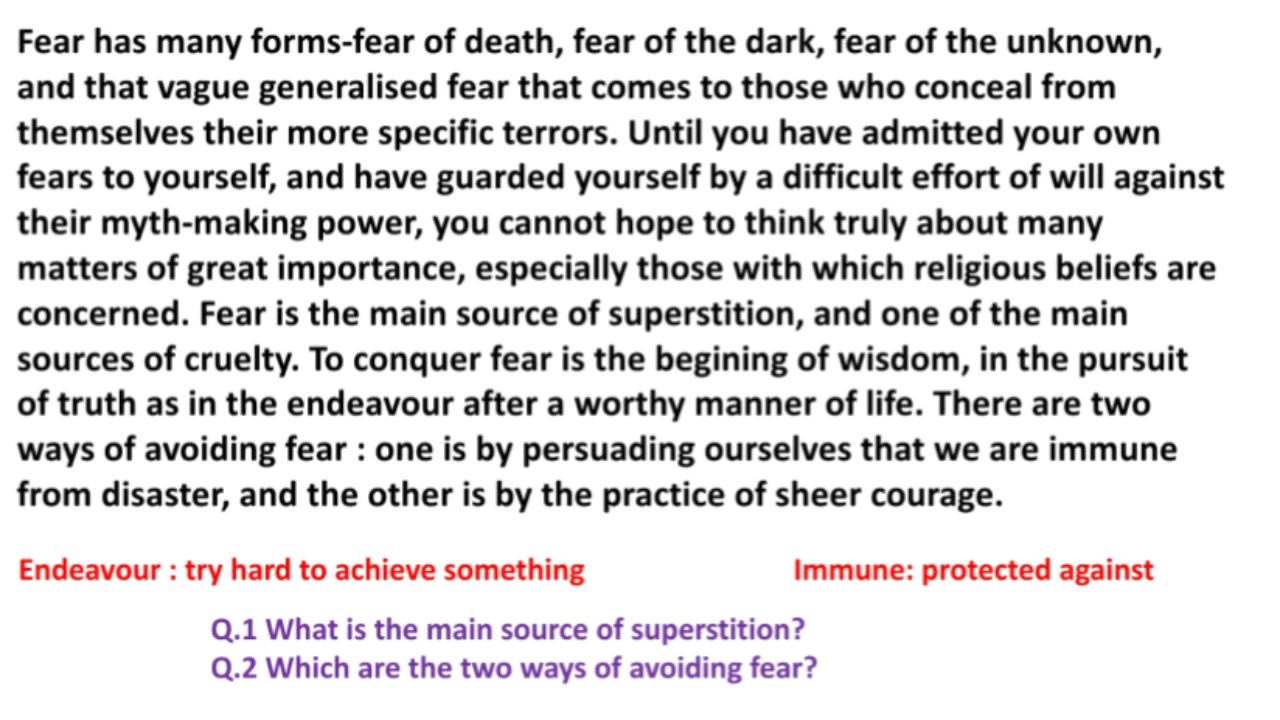 Fear has many forms-fear of death, fear of the dark, fear of the unknown,
and that vague generalised fear that comes to those who conceal from
themselves their more specific terrors. Until you have admitted your own
fears to yourself, and have guarded yourself by a difficult effort of will against
their myth-making power, you cannot hope to think truly about many
matters of great importance, especially those with which religious beliefs are
concerned. Fear is the main source of superstition, and one of the main
sources of cruelty. To conquer fear is the begining of wisdom, in the pursuit
of truth as in the endeavour after a worthy manner of life. There are two
ways of avoiding fear : one is by persuading ourselves that we are immune
from disaster, and the other is by the practice of sheer courage.
Endeavour : try hard to achieve something
Immune: protected against
Q.1 What is the main source of superstition?
Q.2 Which are the two ways of avoiding fear?